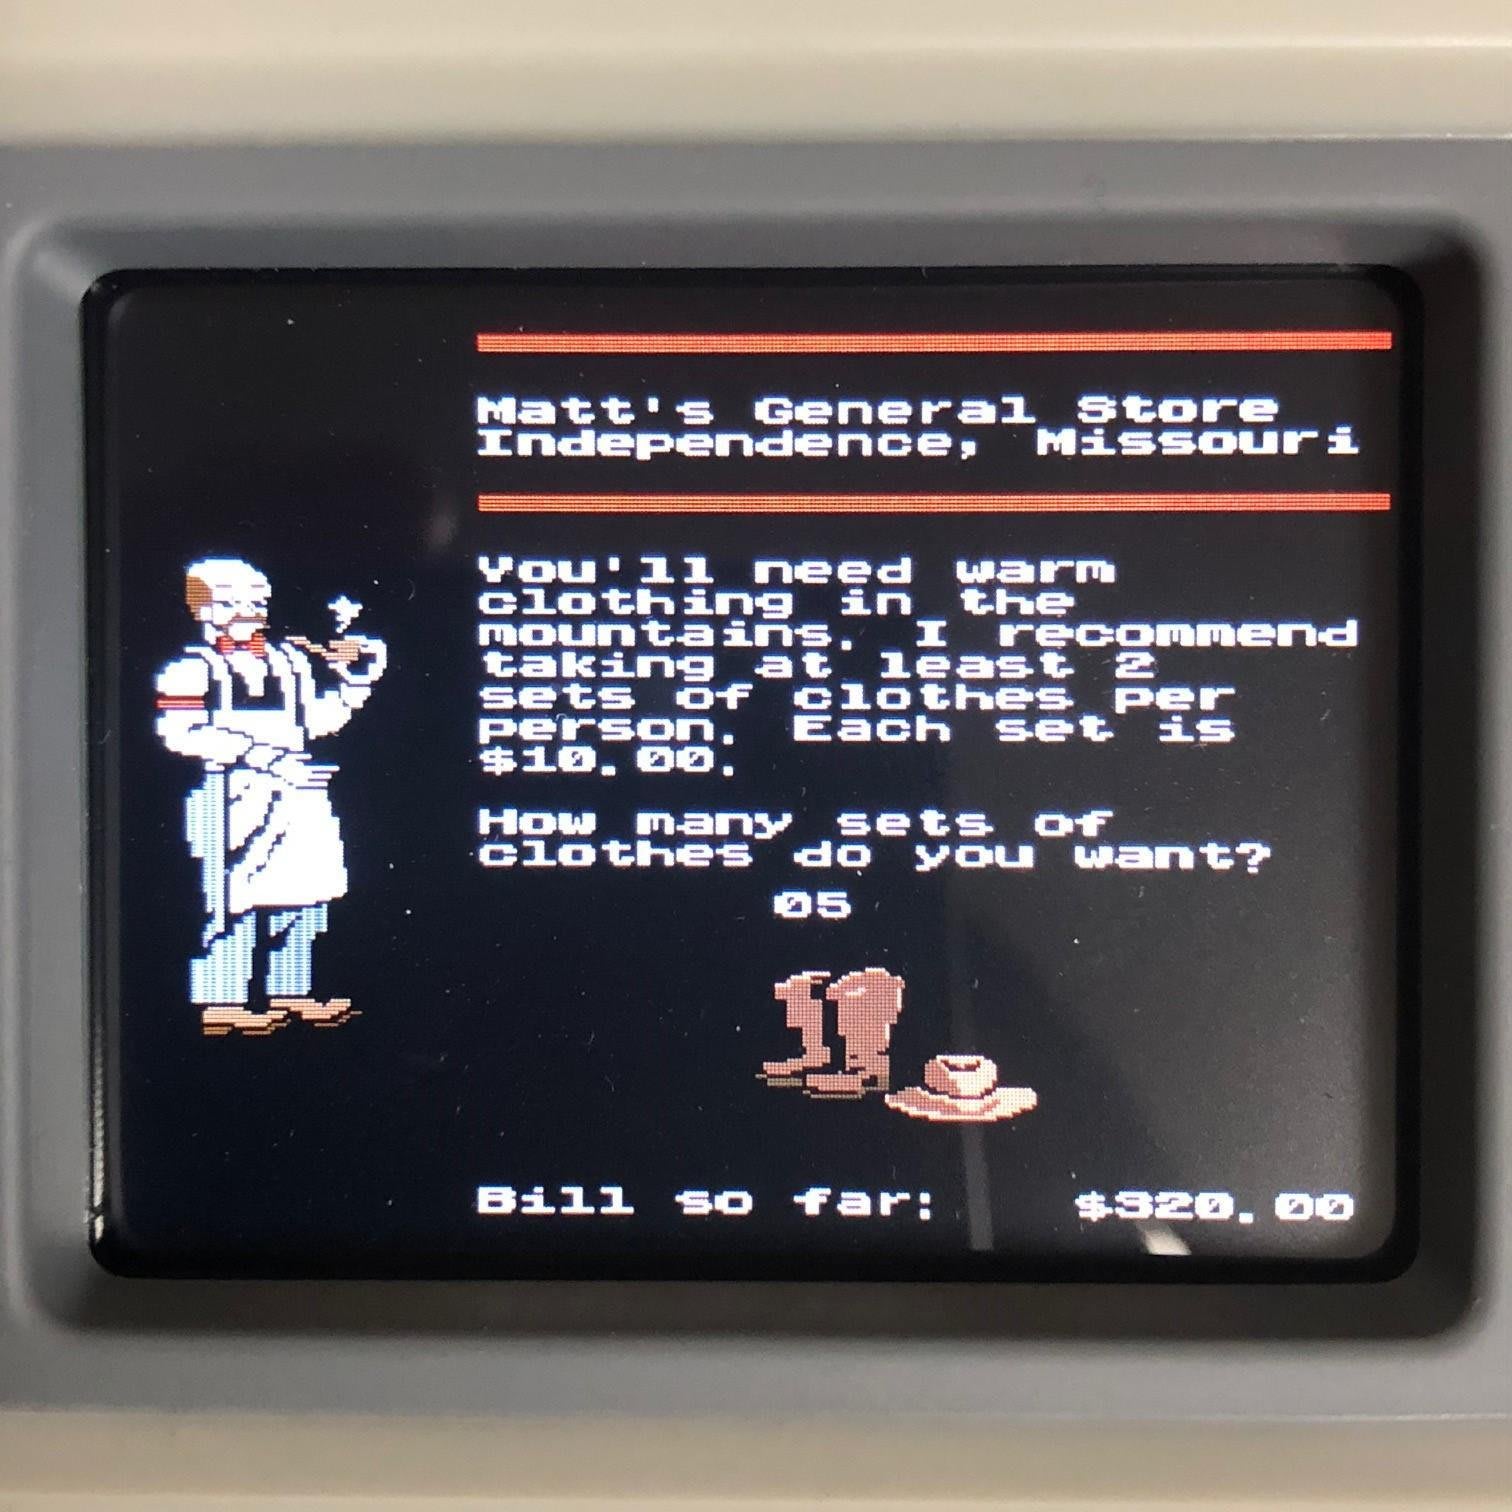 Matt's General Store
Independence, Missouri
You'll need warm
clothing in the
mountains. I recommend
taking at least 2
sets of clothes per
person. Each set is
$10.00.
How many sets of
clothes do you want?
05
Bill so far: $320.00